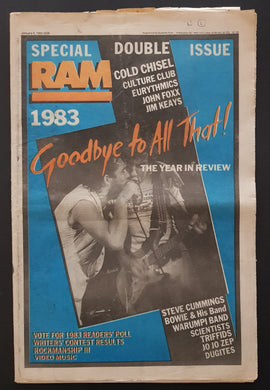 SPECIAL DOUBLE ISSUE
RAM
1983
COLD CHISEL
CULTURE CLUB
EURYTHMICS
JOHN FOXX
JIM KEAYS
Goodbye to All That!
THE YEAR IN REVIEW
STEVE CUMMINGS
BOWIE & His Band
WARUMPI BAND
SCIENTISTS
TRIFFIDS
JO JO ZEP
DUGITES
VOTE FOR 1983 READERS' POLL
WRITERS' CONTEST RESULTS
ROCKMANSHIP III
VIDEO MUSIC